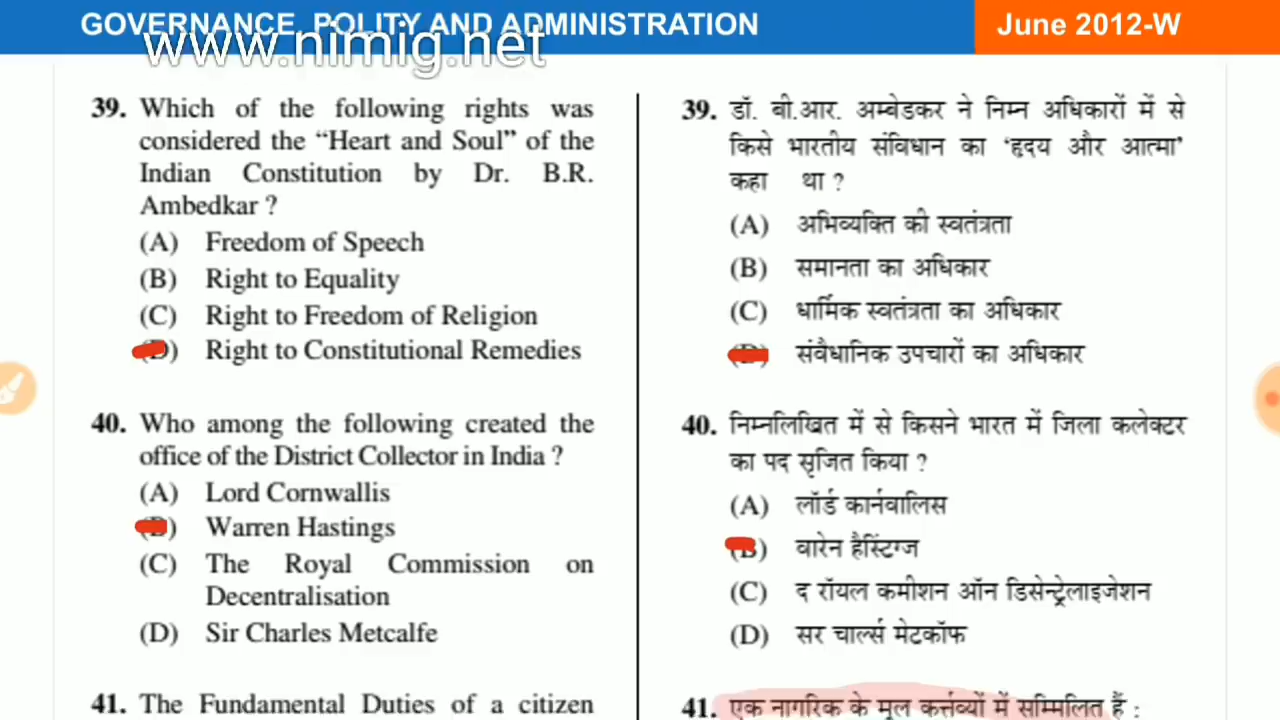 GOVERNANCE, POLITY AND ADMINISTRATION
June 2012-W
www.nimig.net
39. Which of the following rights was
considered the “Heart and Soul” of the
Indian Constitution by Dr. B.R.
Ambedkar ?
(A) Freedom of Speech
(B) Right to Equality
(C) Right to Freedom of Religion
(D) Right to Constitutional Remedies
40. Who among the following created the
office of the District Collector in India ?
(A) Lord Cornwallis
(B) Warren Hastings
(C) The Royal Commission on
Decentralisation
(D) Sir Charles Metcalfe
41. The Fundamental Duties of a citizen
39. डॉ. बी.आर. अम्बेडकर ने निम्न अधिकारों में से
किसे भारतीय संविधान का ‘हृदय और आत्मा’
कहा था ?
(A) अभिव्यक्ति की स्वतंत्रता
(B) समानता का अधिकार
(C) धार्मिक स्वतंत्रता का अधिकार
(D) संवैधानिक उपचारों का अधिकार
40. निम्नलिखित में से किसने भारत में जिला कलेक्टर
का पद सृजित किया ?
(A) लॉर्ड कार्नवालिस
(B) वारेन हैस्टिंग्ज
(C) द रॉयल कमीशन ऑन डिसेन्ट्रेलाइजेशन
(D) सर चार्ल्स मेटकॉफ
41. एक नागरिक के मूल कर्त्तव्यों में सम्मिलित हैं :